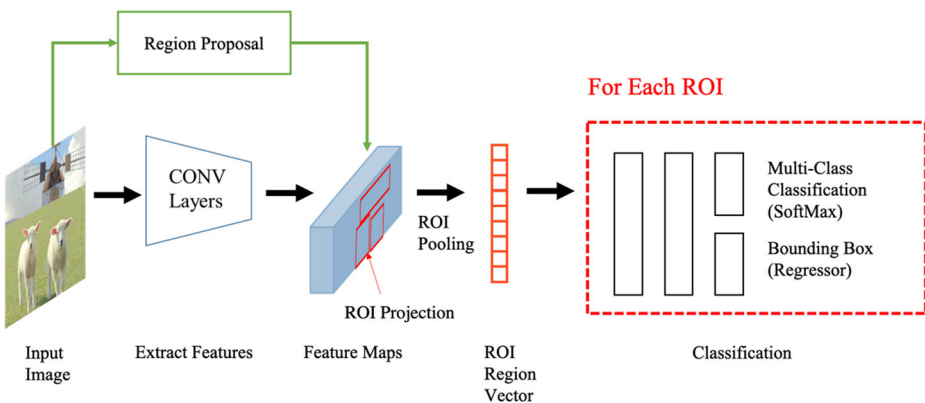 Region Proposal
For Each ROI
CONV
Layers
ROI
Pooling
Multi-Class
Classification
(SoftMax)
Bounding Box
(Regressor)
ROI Projection
Input
Image
Extract Features
Feature Maps
ROI
Region
Vector
Classification